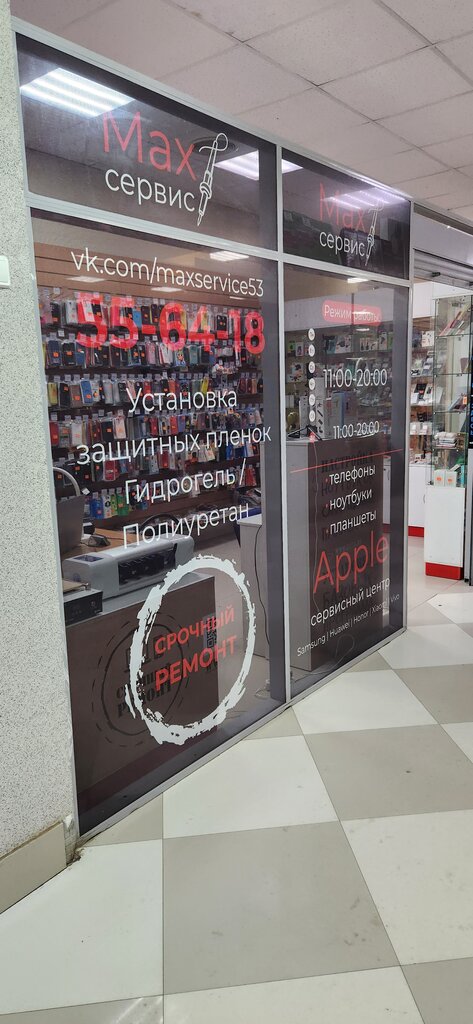 Max
сервис
vk.com/maxservice53
55-64-18
Установка
защитных пленок
Гидрогель /
Полиуретан
СРОЧНЫЙ
РЕМОНТ
Max
сервис
Режим работы
11:00-20:00
11:00-20:00
телефоны
ноутбуки
планшеты
Apple
сервисный центр
Samsung | Huawei | Honor | Xiaomi | Vivo